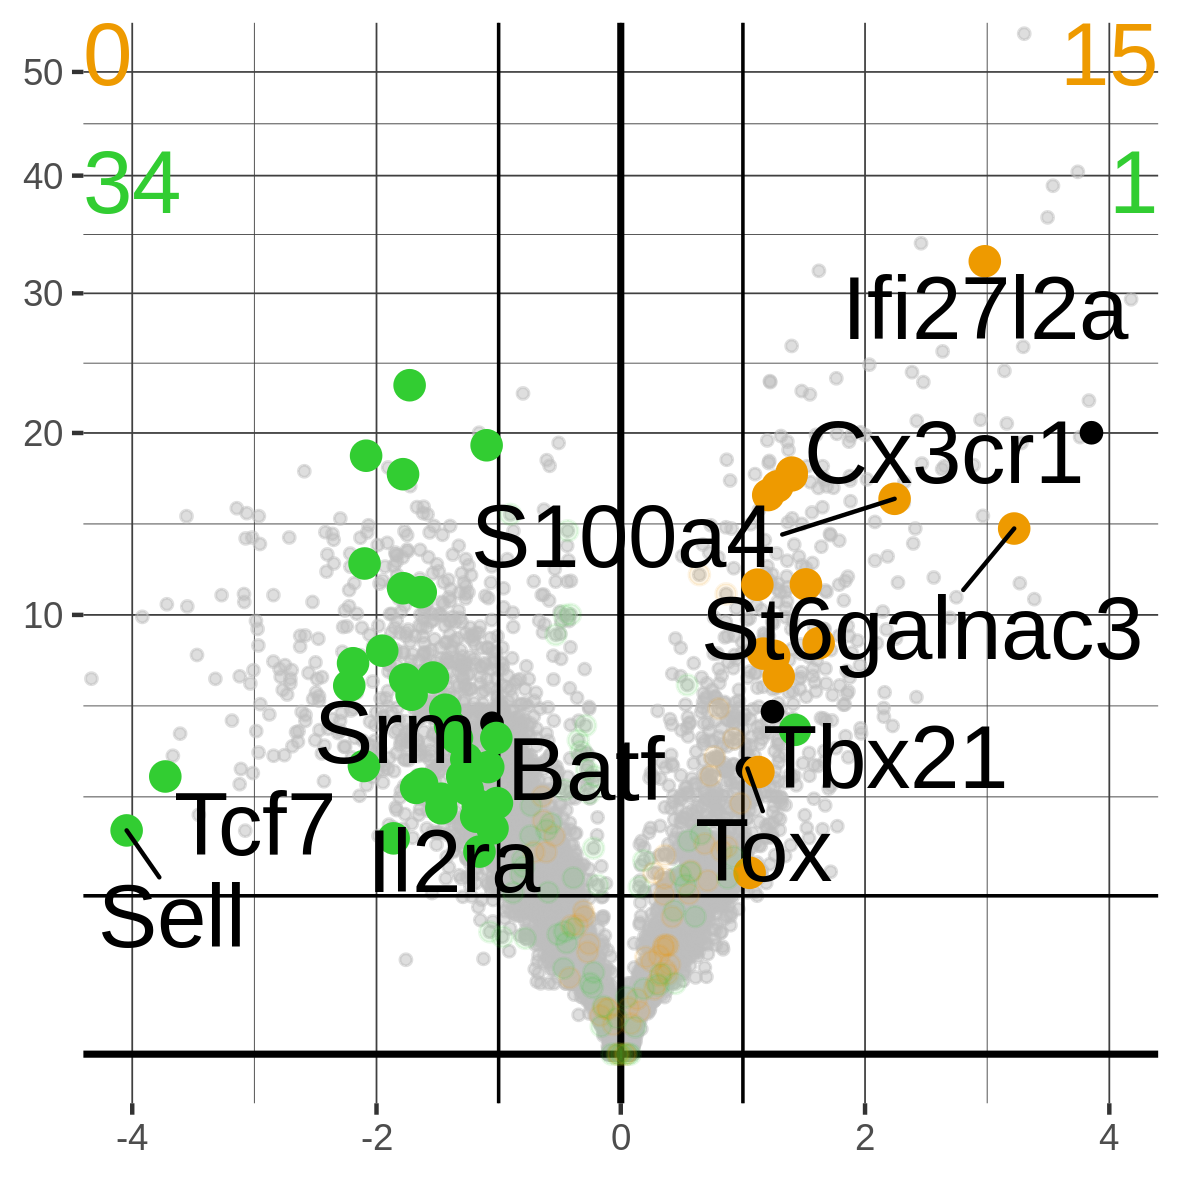 0 15
50
34 1
40
Ifi27l2a
30
Cx3cr1
20
S100a4
St6galnac3
10
Srm
Batf
Tbx21
Tcf7
Tox
Il2ra
Sell
-4 -2 0 2 4